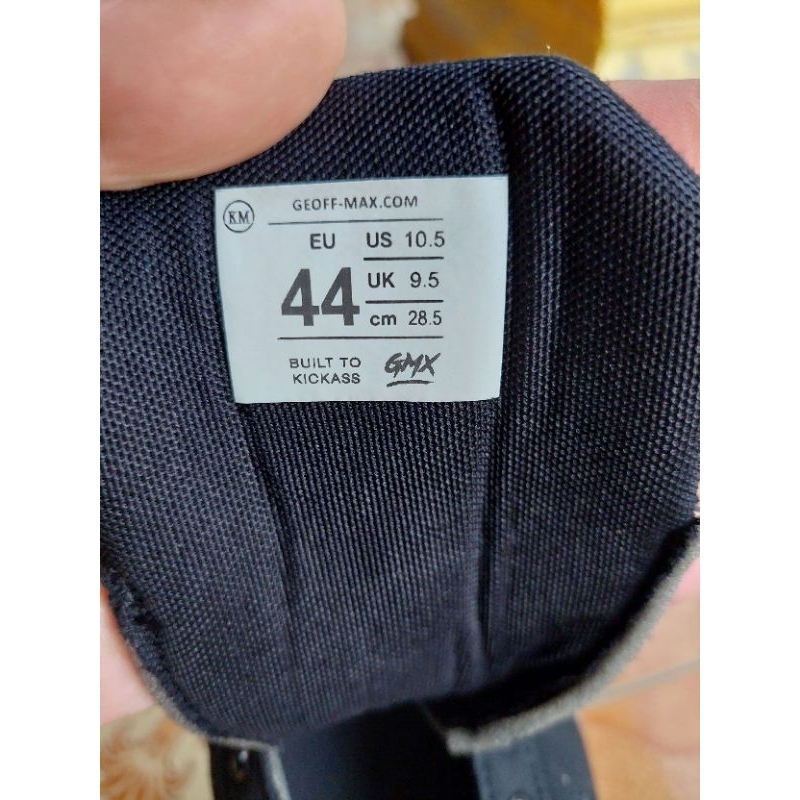 KM
GEOFF-MAX.COM
EU US 10.5
44 UK 9.5
cm 28.5
BUILT TO
KICKASS
GMX